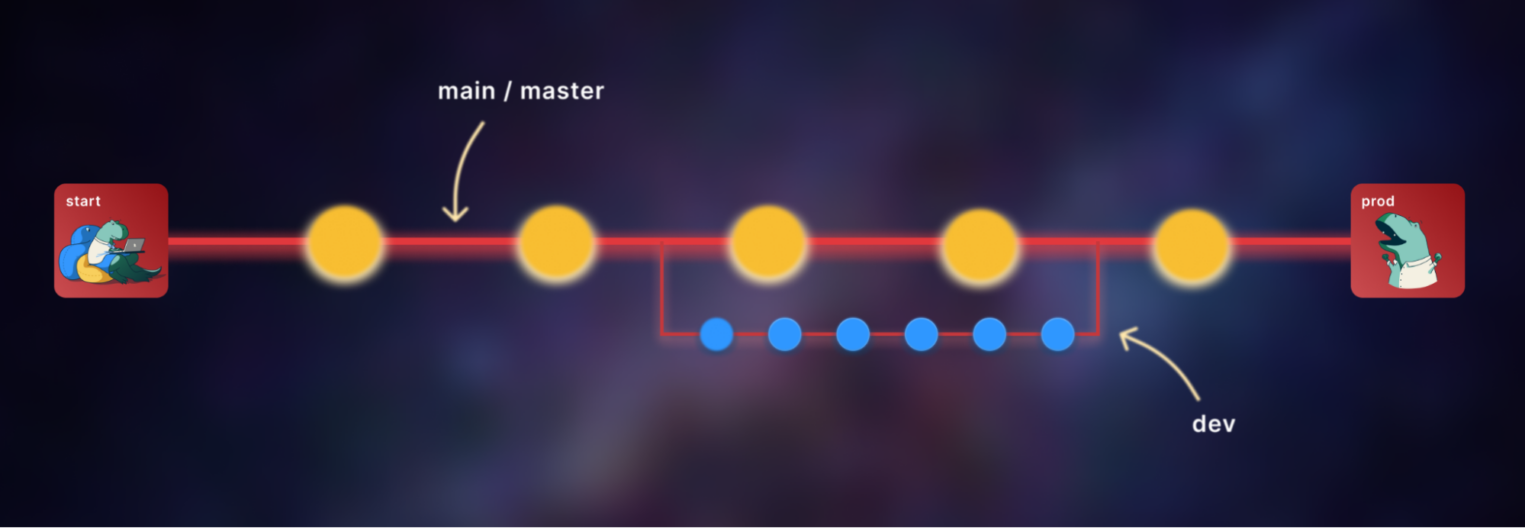 main / master
start
prod
dev